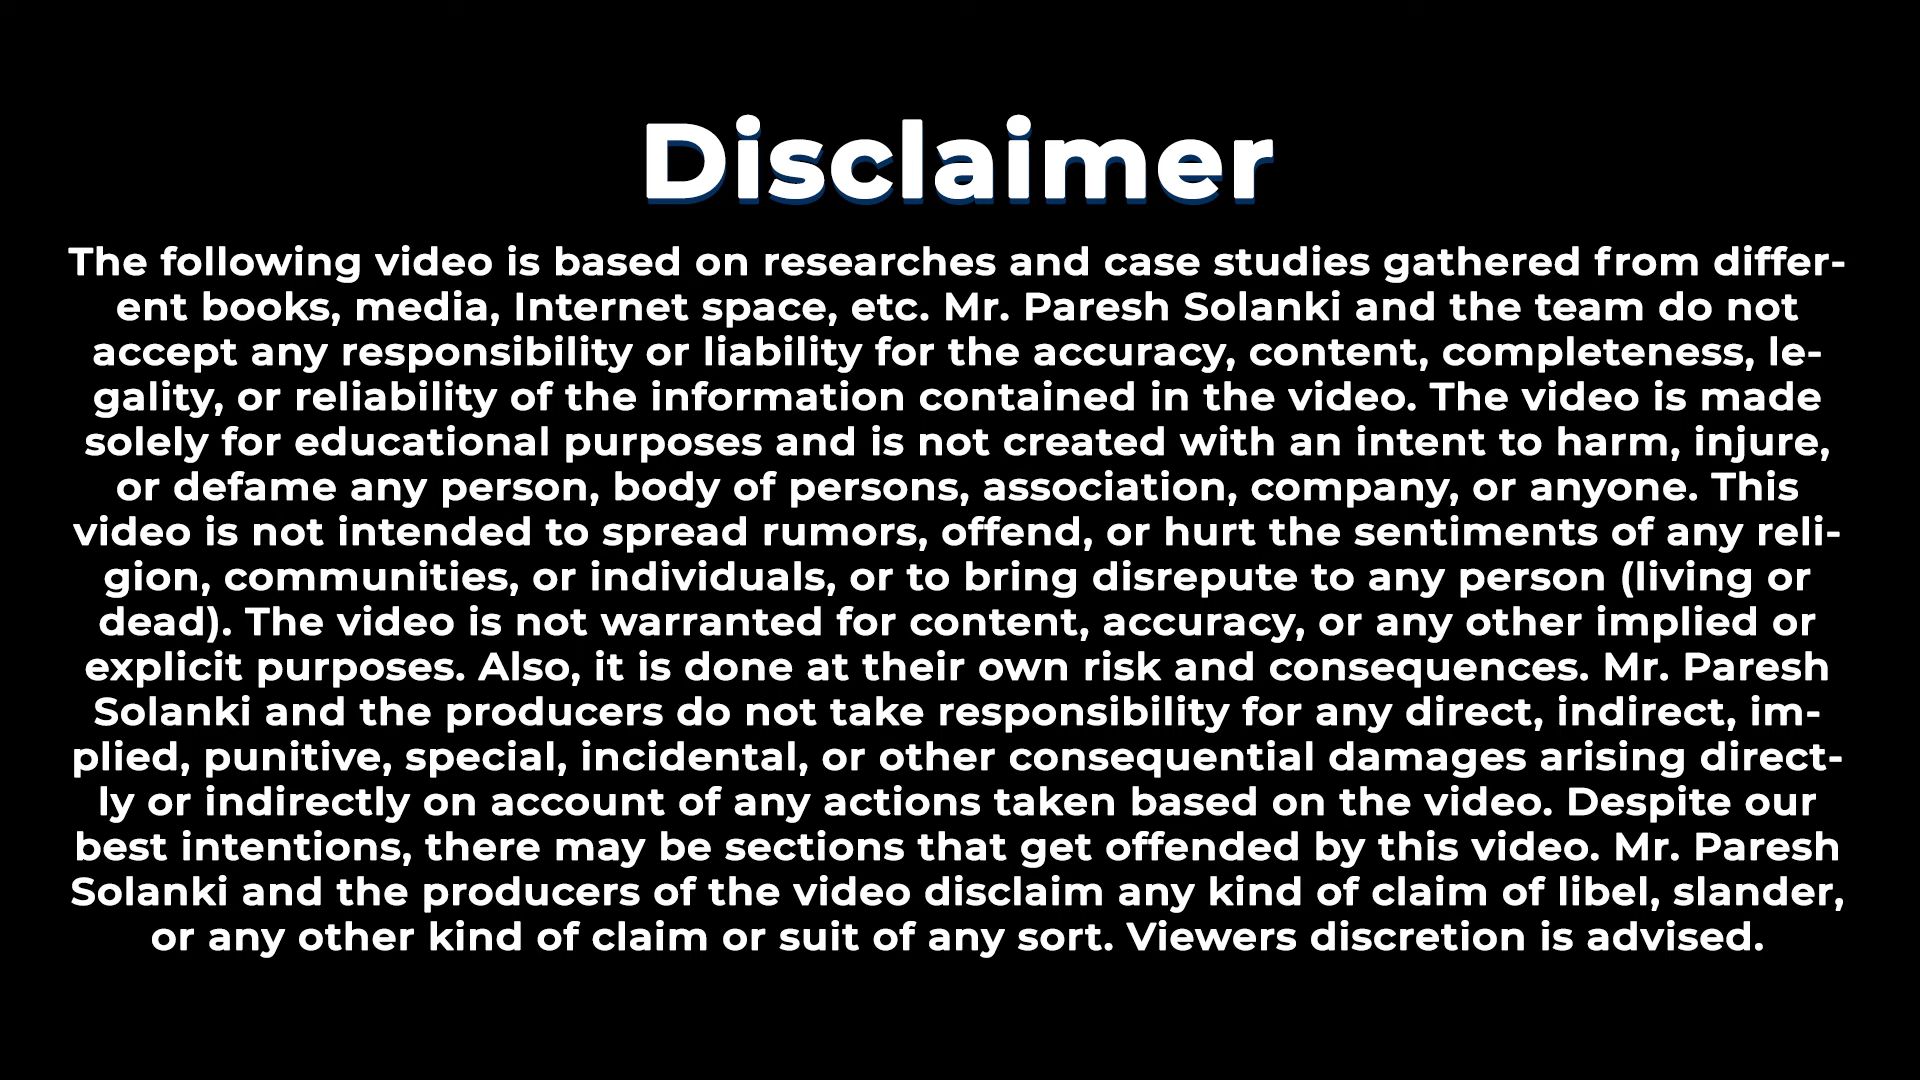 Disclaimer
The following video is based on researches and case studies gathered from differ-
ent books, media, Internet space, etc. Mr. Paresh Solanki and the team do not
accept any responsibility or liability for the accuracy, content, completeness, le-
gality, or reliability of the information contained in the video. The video is made
solely for educational purposes and is not created with an intent to harm, injure,
or defame any person, body of persons, association, company, or anyone. This
video is not intended to spread rumors, offend, or hurt the sentiments of any reli-
gion, communities, or individuals, or to bring disrepute to any person (living or
dead). The video is not warranted for content, accuracy, or any other implied or
explicit purposes. Also, it is done at their own risk and consequences. Mr. Paresh
Solanki and the producers do not take responsibility for any direct, indirect, im-
plied, punitive, special, incidental, or other consequential damages arising direct-
ly or indirectly on account of any actions taken based on the video. Despite our
best intentions, there may be sections that get offended by this video. Mr. Paresh
Solanki and the producers of the video disclaim any kind of claim of libel, slander,
or any other kind of claim or suit of any sort. Viewers discretion is advised.